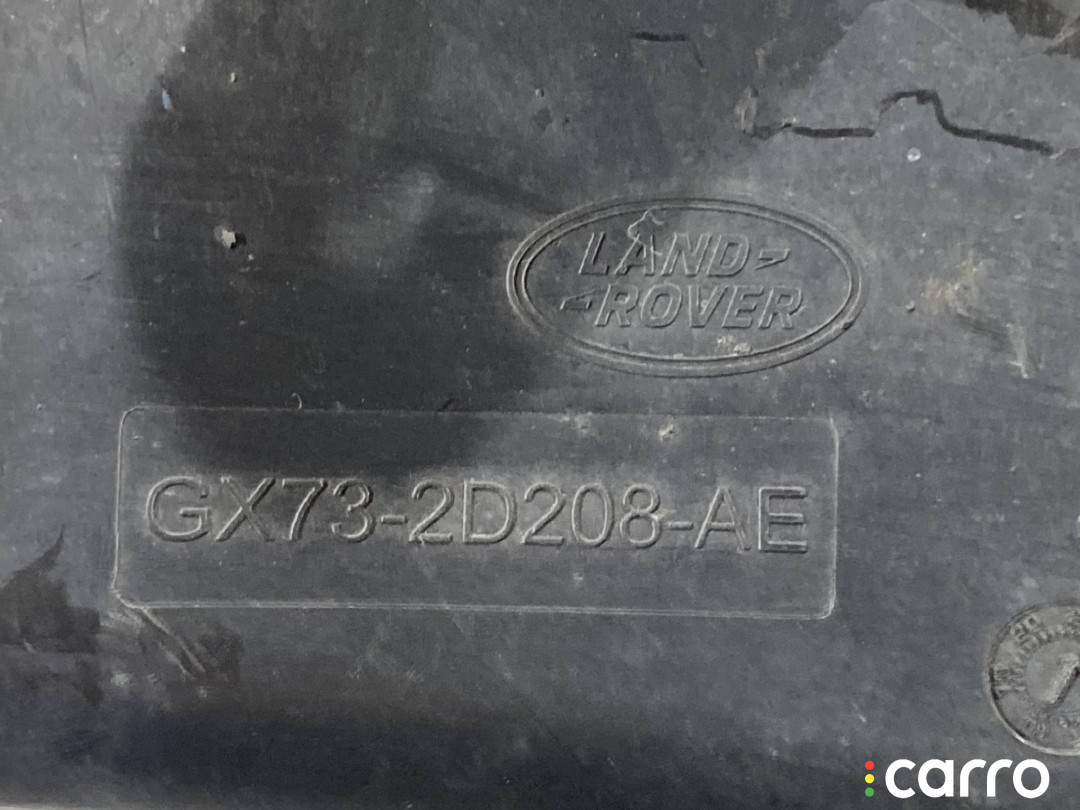 LAND-
-ROVER
GX73-2D208-AE
carro